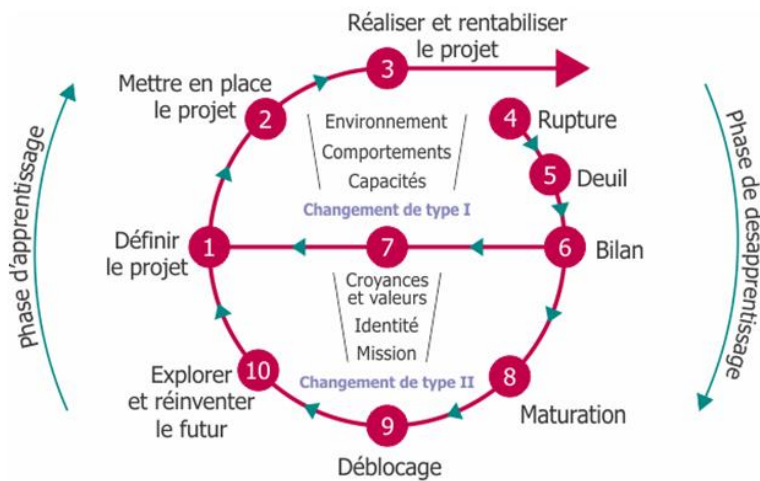 Réaliser et rentabiliser
le projet
3
Mettre en place
le projet
2
Environnement
Comportements
Capacités
Changement de type I
4
Rupture
5
Deuil
Définir
le projet
1
7
6
Bilan
Croyances
et valeurs
Identité
Mission
Changement de type II
10
Explorer
et réinventer
le futur
8
Maturation
9
Déblocage
Phase d'apprentissage
Phase de desapprentissage